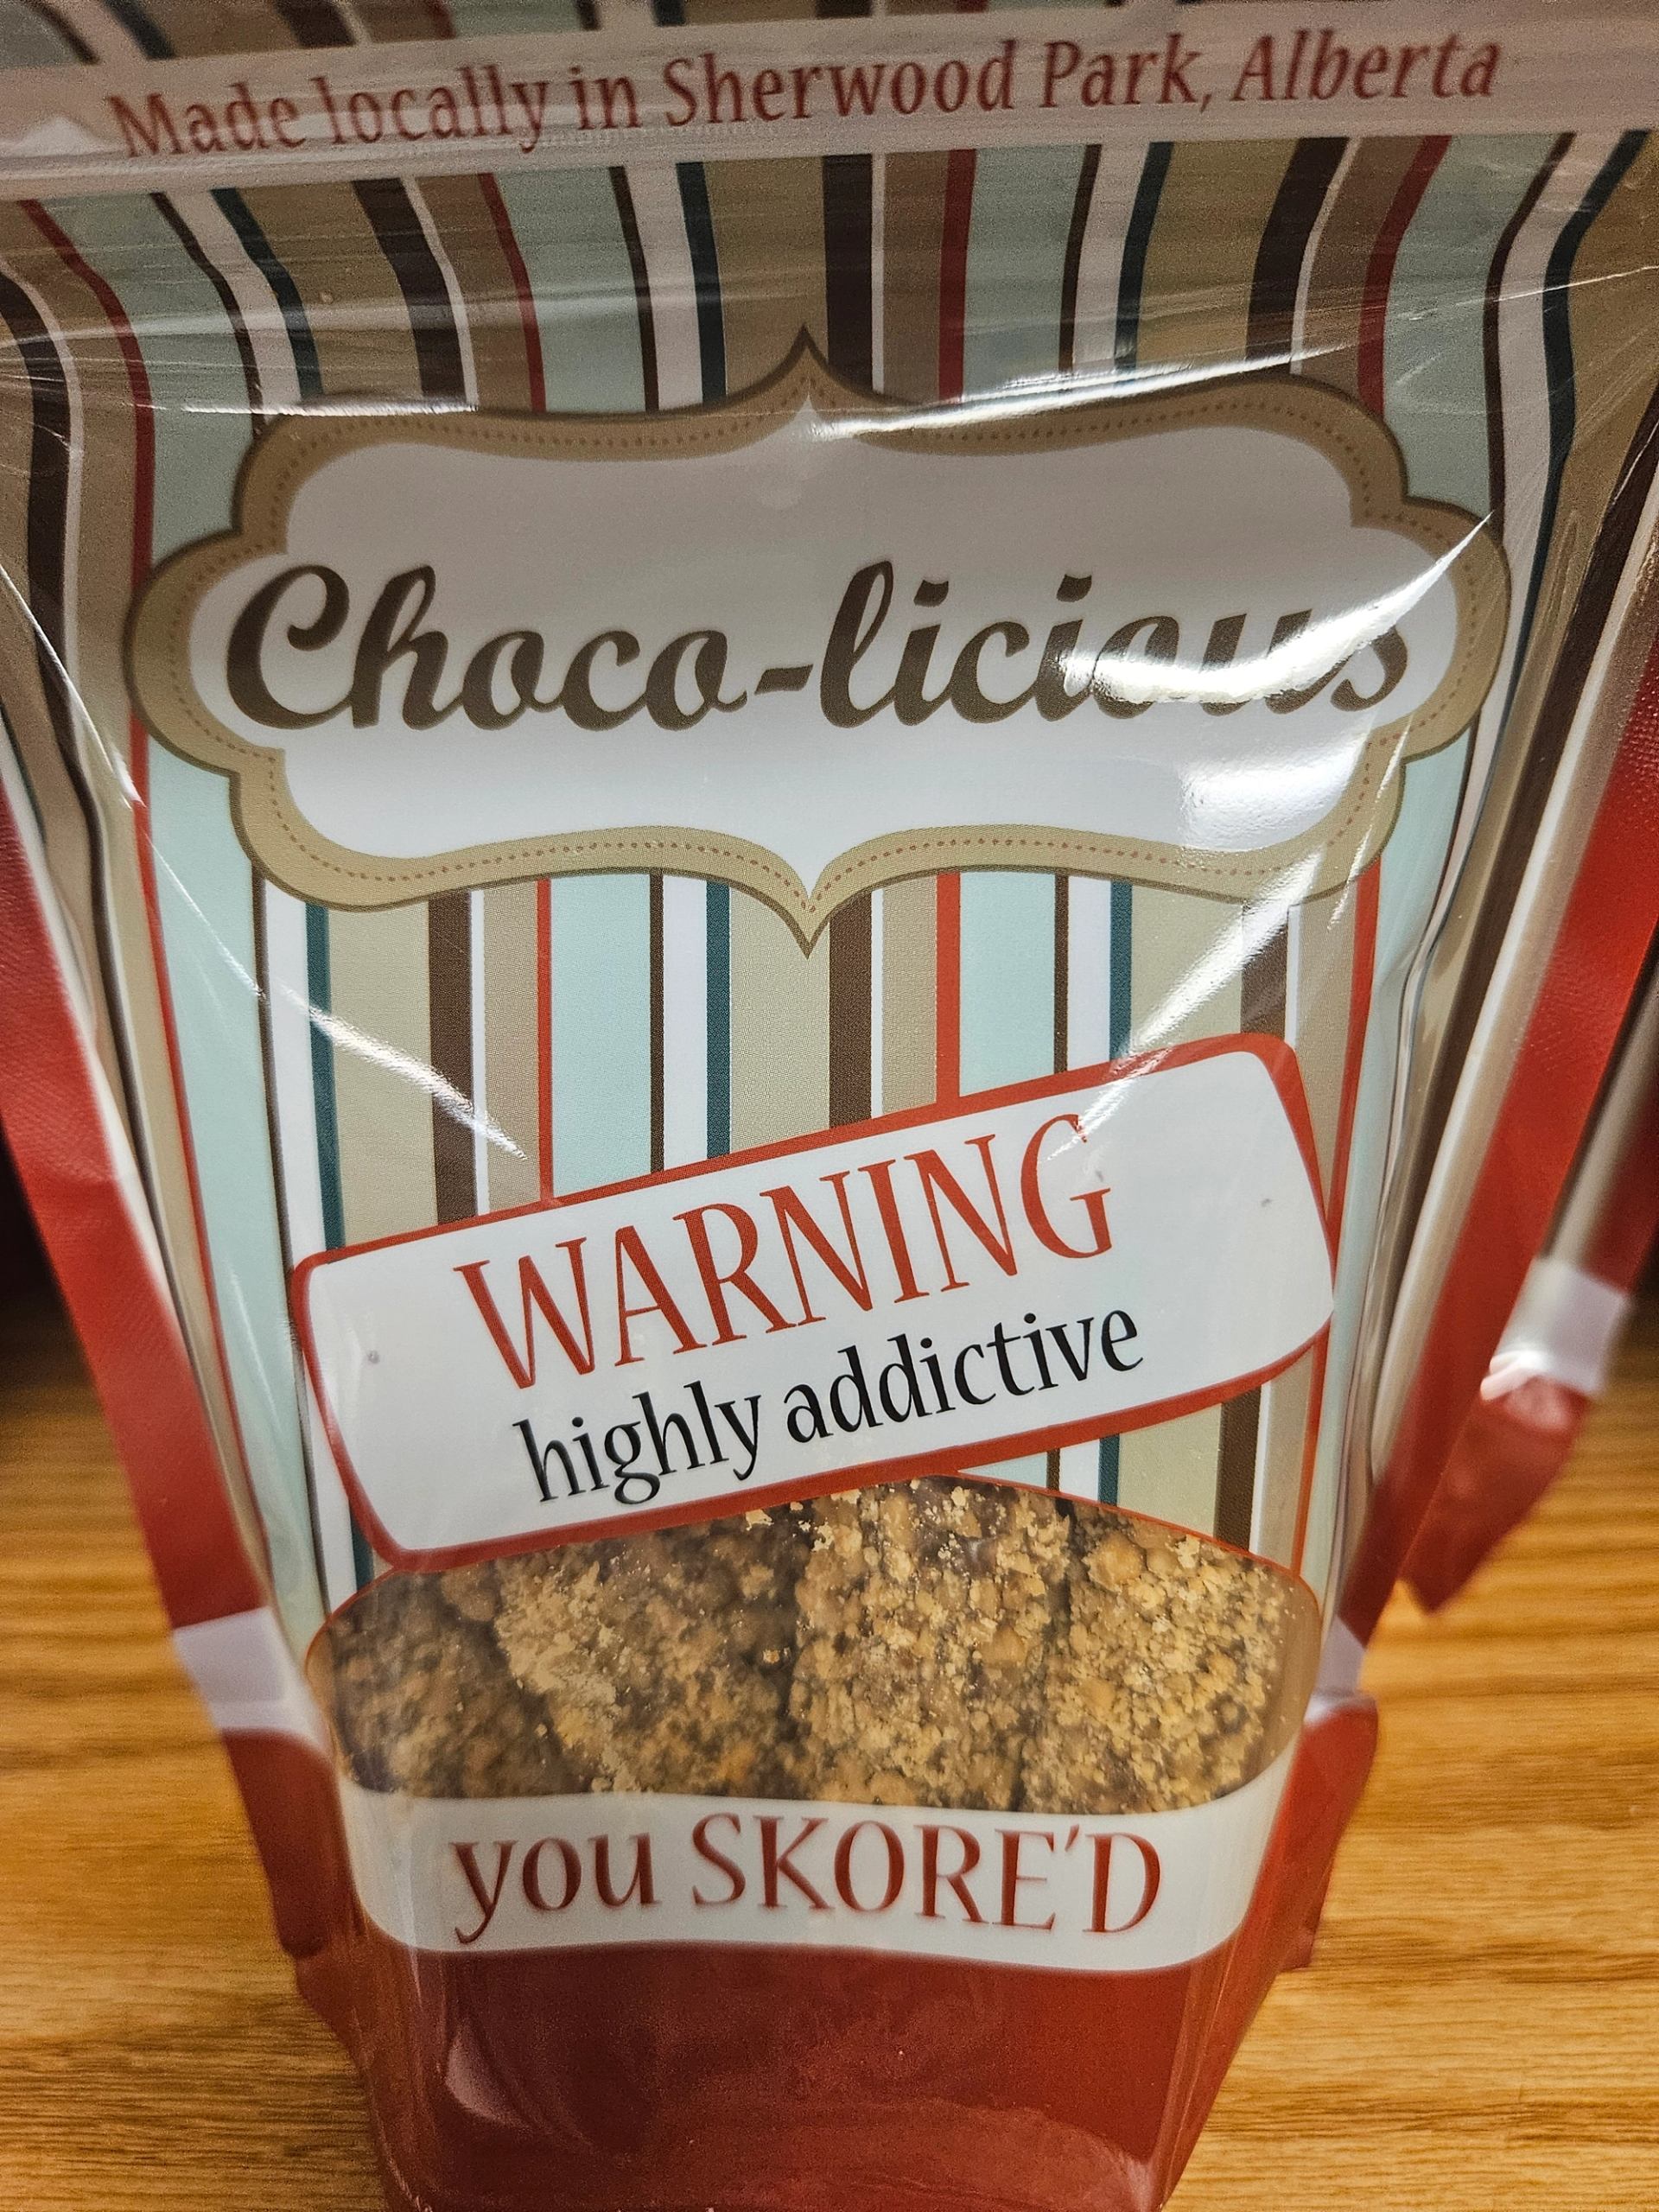 Made locally in Sherwood Park, Alberta
Choco-licious
WARNING
highly addictive
you SKORE'D